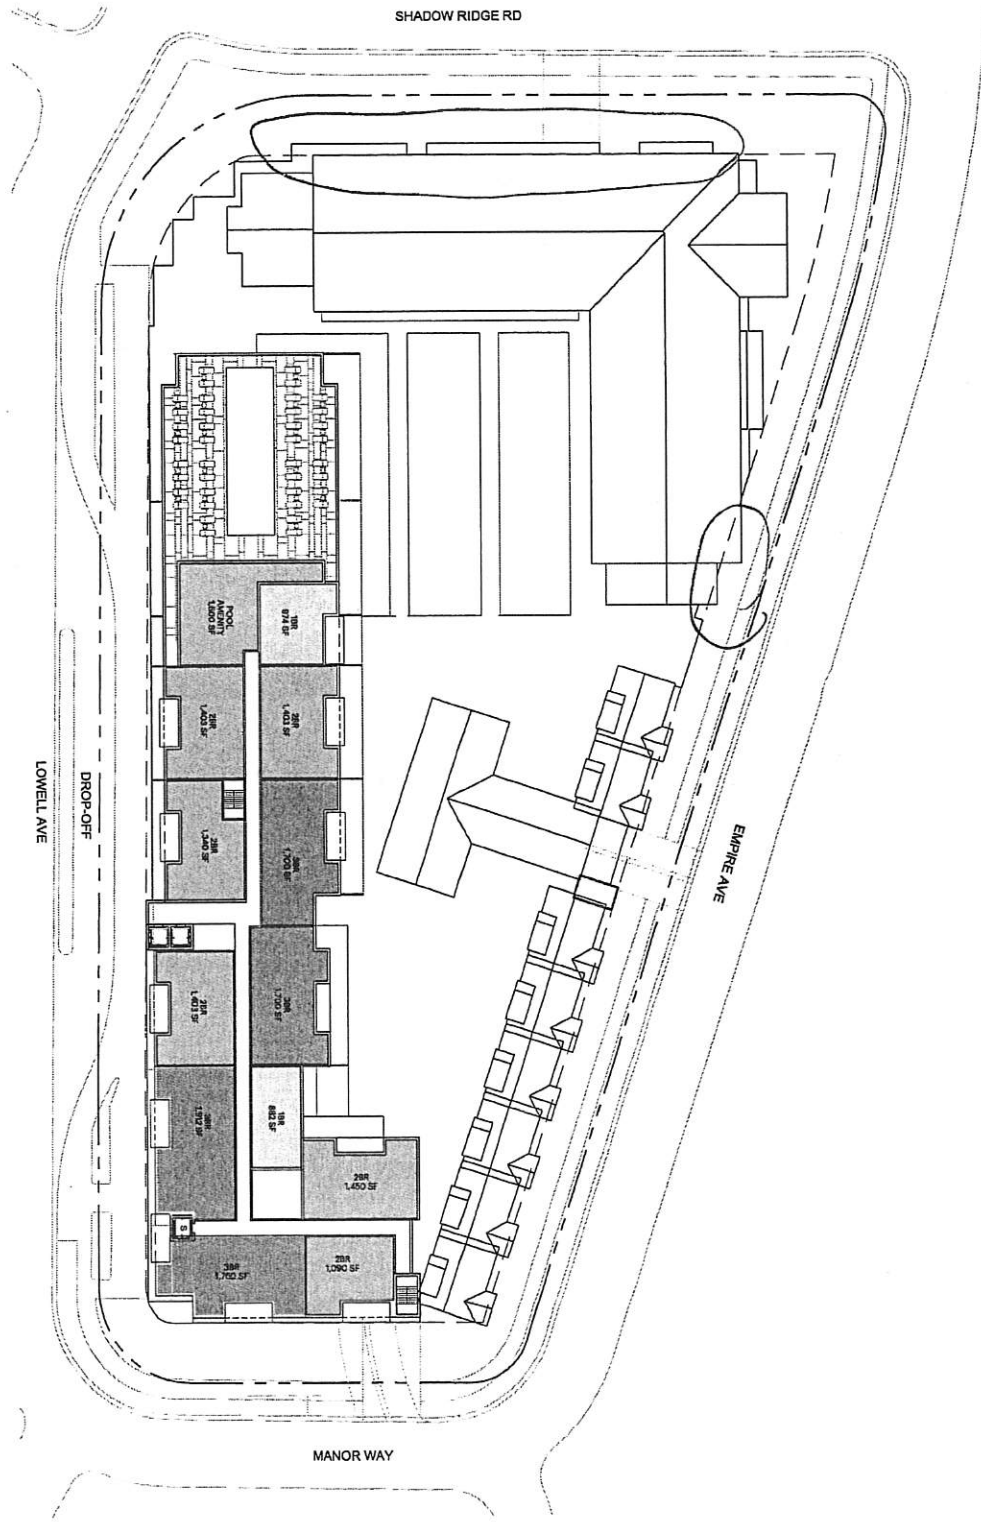 SHADOW RIDGE RD
POOL
AMENITY
1,600 SF
1BR
874 SF
2BR
1,403 SF
2BR
1,403 SF
2BR
1,340 SF
3BR
1,700 SF
LOWELL AVE
DROP-OFF
EMPIRE AVE
2BR
1,403 SF
3BR
1,700 SF
3BR
1,912 SF
1BR
882 SF
2BR
1,450 SF
S
3BR
1,760 SF
2BR
1,090 SF
MANOR WAY